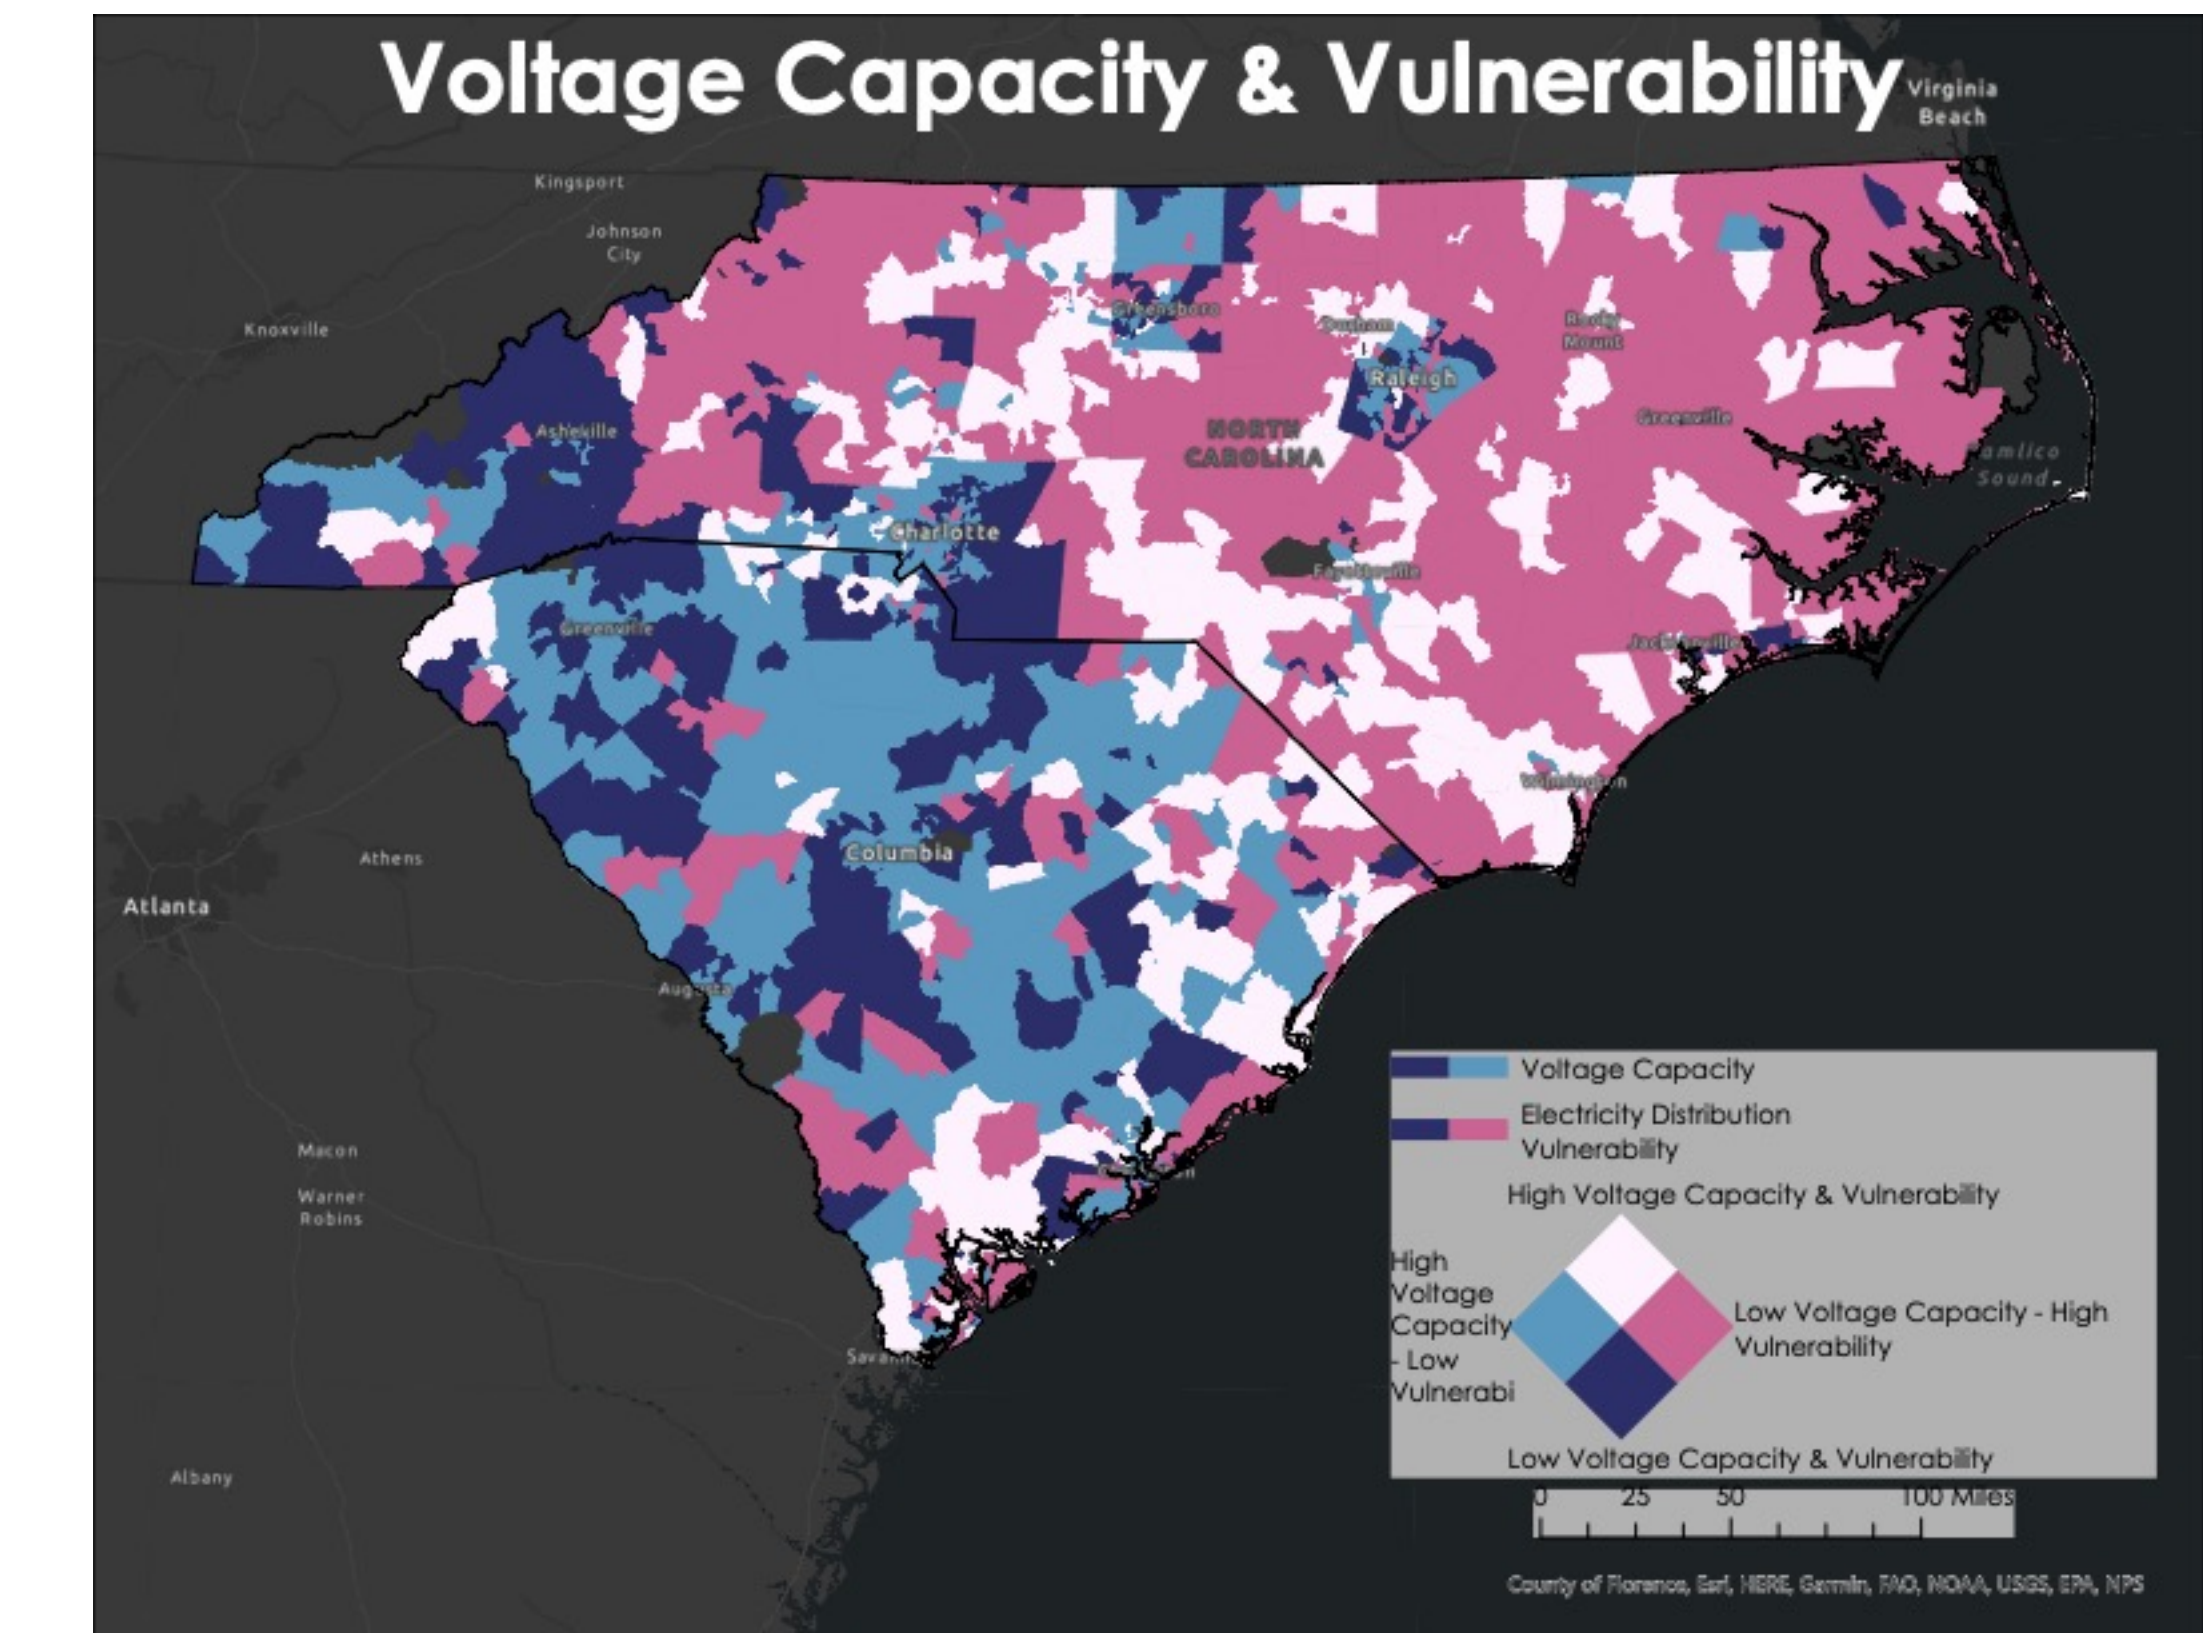 Voltage Capacity & Vulnerability
Virginia
Beach
Kingsport
Johnson
City
Knoxville
Greensboro
Durham
Rocky
Mount
Raleigh
Asheville
NORTH
CAROLINA
Greenville
amlico
Sound
Charlotte
Fayetteville
Greenville
Jacksonville
Wilmington
Columbia
Athens
Atlanta
Augusta
Macon
Warner
Robins
Albany
Voltage Capacity
Electricity Distribution
Vulnerability
High Voltage Capacity & Vulnerability
High
Voltage
Capacity
- Low
Vulnerabi
Low Voltage Capacity - High
Vulnerability
Low Voltage Capacity & Vulnerability
0 25 50 100 Miles
County of Florence, Esri, HERE, Garmin, FAO, NOAA, USGS, EPA, NPS